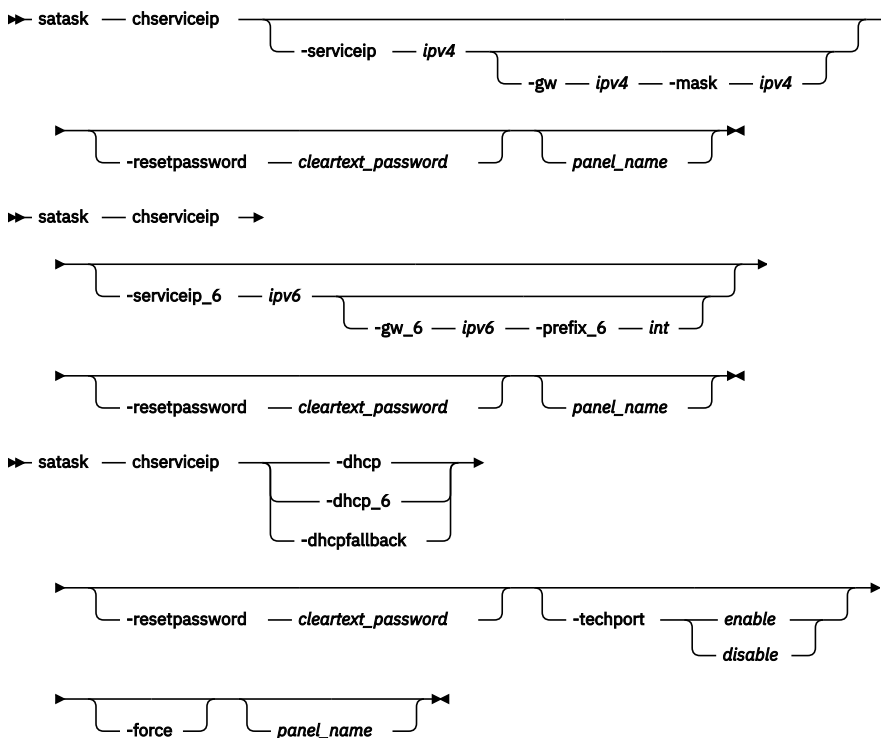 satask chserviceip
-serviceip ipv4
-gw ipv4 -mask ipv4
-resetpassword cleartext_password panel_name
satask chserviceip
-serviceip_6 ipv6
-gw_6 ipv6 -prefix_6 int
-resetpassword cleartext_password panel_name
satask chserviceip -dhcp
-dhcp_6
-dhcpfallback
-resetpassword cleartext_password -techport enable
disable
-force panel_name